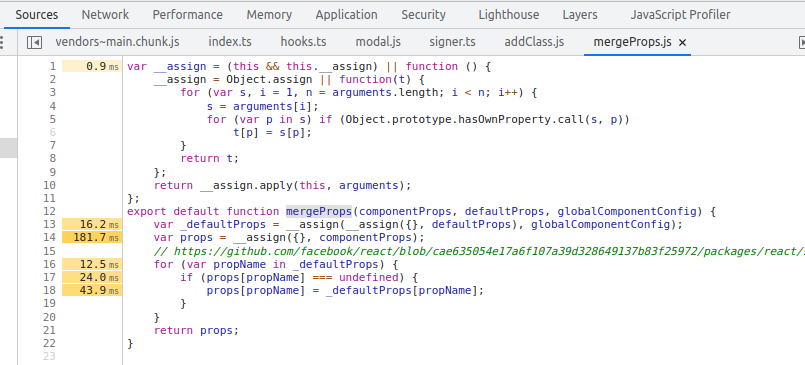 Sources Network Performance Memory Application Security Lighthouse Layers JavaScript Profiler
vendors~main.chunk.js index.ts hooks.ts modal.js signer.ts addClass.js mergeProps.js ×
1 0.9 ms var __assign = (this && this.__assign) || function () {
2 __assign = Object.assign || function(t) {
3 for (var s, i = 1, n = arguments.length; i < n; i++) {
4 s = arguments[i];
5 for (var p in s) if (Object.prototype.hasOwnProperty.call(s, p))
6 t[p] = s[p];
7 }
8 return t;
9 };
10 return __assign.apply(this, arguments);
11 };
12 export default function mergeProps(componentProps, defaultProps, globalComponentConfig) {
13 16.2 ms var _defaultProps = __assign(__assign({}, defaultProps), globalComponentConfig);
14 181.7 ms var props = __assign({}, componentProps);
15 // https://github.com/facebook/react/blob/cae635054e17a6f107a39d328649137b83f25972/packages/react/
16 12.5 ms for (var propName in _defaultProps) {
17 24.0 ms if (props[propName] === undefined) {
18 43.9 ms props[propName] = _defaultProps[propName];
19 }
20 }
21 return props;
22 }
23